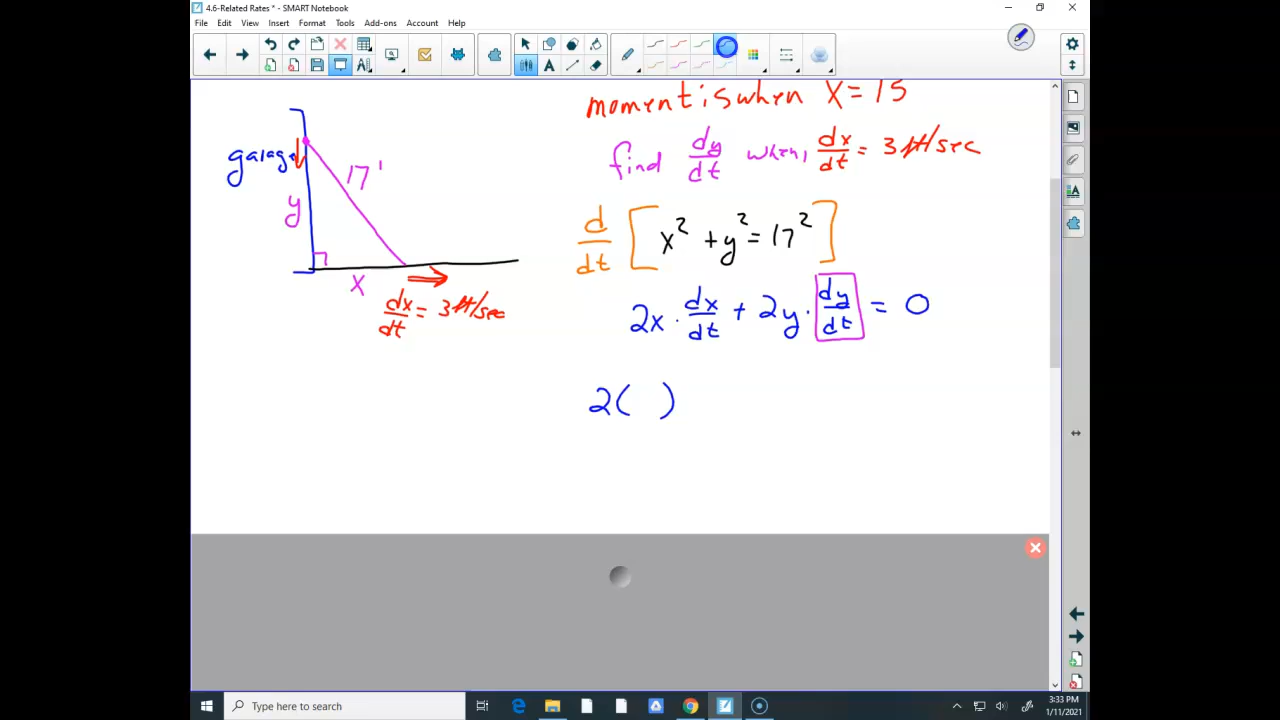 4.6-Related Rates * - SMART Notebook
File Edit View Insert Format Tools Add-ons Account Help
moment is when x = 15
find dy/dt when, dx/dt = 3 ft/sec
garage
17'
y
x
dx/dt = 3 ft/sec
d/dt [ x² + y² = 17² ]
2x · dx/dt + 2y · dy/dt = 0
2( )
Type here to search
3:33 PM
1/11/2021